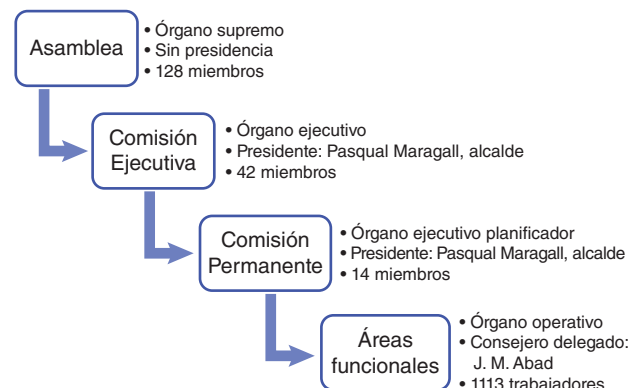 Asamblea
• Órgano supremo
• Sin presidencia
• 128 miembros
Comisión
Ejecutiva
• Órgano ejecutivo
• Presidente: Pasqual Maragall, alcalde
• 42 miembros
Comisión
Permanente
• Órgano ejecutivo planificador
• Presidente: Pasqual Maragall, alcalde
• 14 miembros
Áreas
funcionales
• Órgano operativo
• Consejero delegado:
J. M. Abad
• 1113 trabajadores